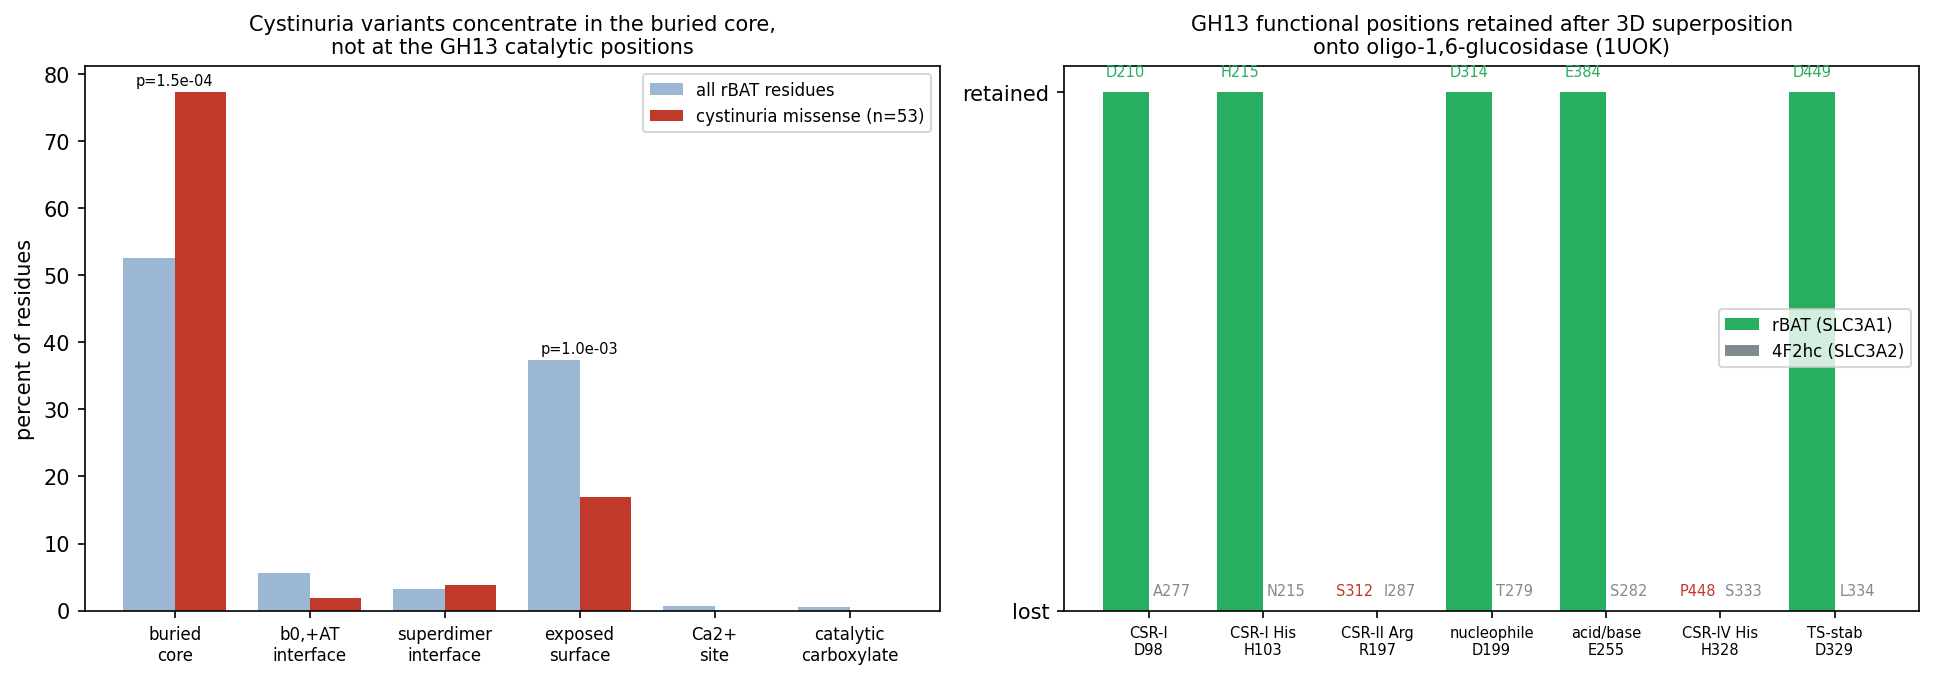 Cystinuria variants concentrate in the buried core,
not at the GH13 catalytic positions
p=1.5e-04
p=1.0e-03
all rBAT residues
cystinuria missense (n=53)
percent of residues
80
70
60
50
40
30
20
10
0
buried
core
b0,+AT
interface
superdimer
interface
exposed
surface
Ca2+
site
catalytic
carboxylate
GH13 functional positions retained after 3D superposition
onto oligo-1,6-glucosidase (1UOK)
retained
lost
D210
H215
D314
E384
D449
rBAT (SLC3A1)
4F2hc (SLC3A2)
A277
N215
S312
I287
T279
S282
P448
S333
L334
CSR-I
D98
CSR-I His
H103
CSR-II Arg
R197
nucleophile
D199
acid/base
E255
CSR-IV His
H328
TS-stab
D329